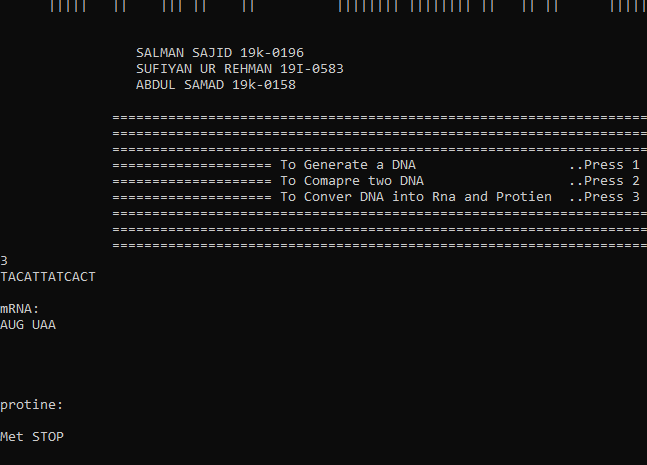 SALMAN SAJID 19k-0196
SUFIYAN UR REHMAN 19I-0583
ABDUL SAMAD 19k-0158
===================================================================
===================================================================
===================================================================
==================== To Generate a DNA ..Press 1
==================== To Comapre two DNA ..Press 2
==================== To Conver DNA into Rna and Protien ..Press 3
===================================================================
===================================================================
===================================================================
3
TACATTATCACT
mRNA:
AUG UAA
protine:
Met STOP